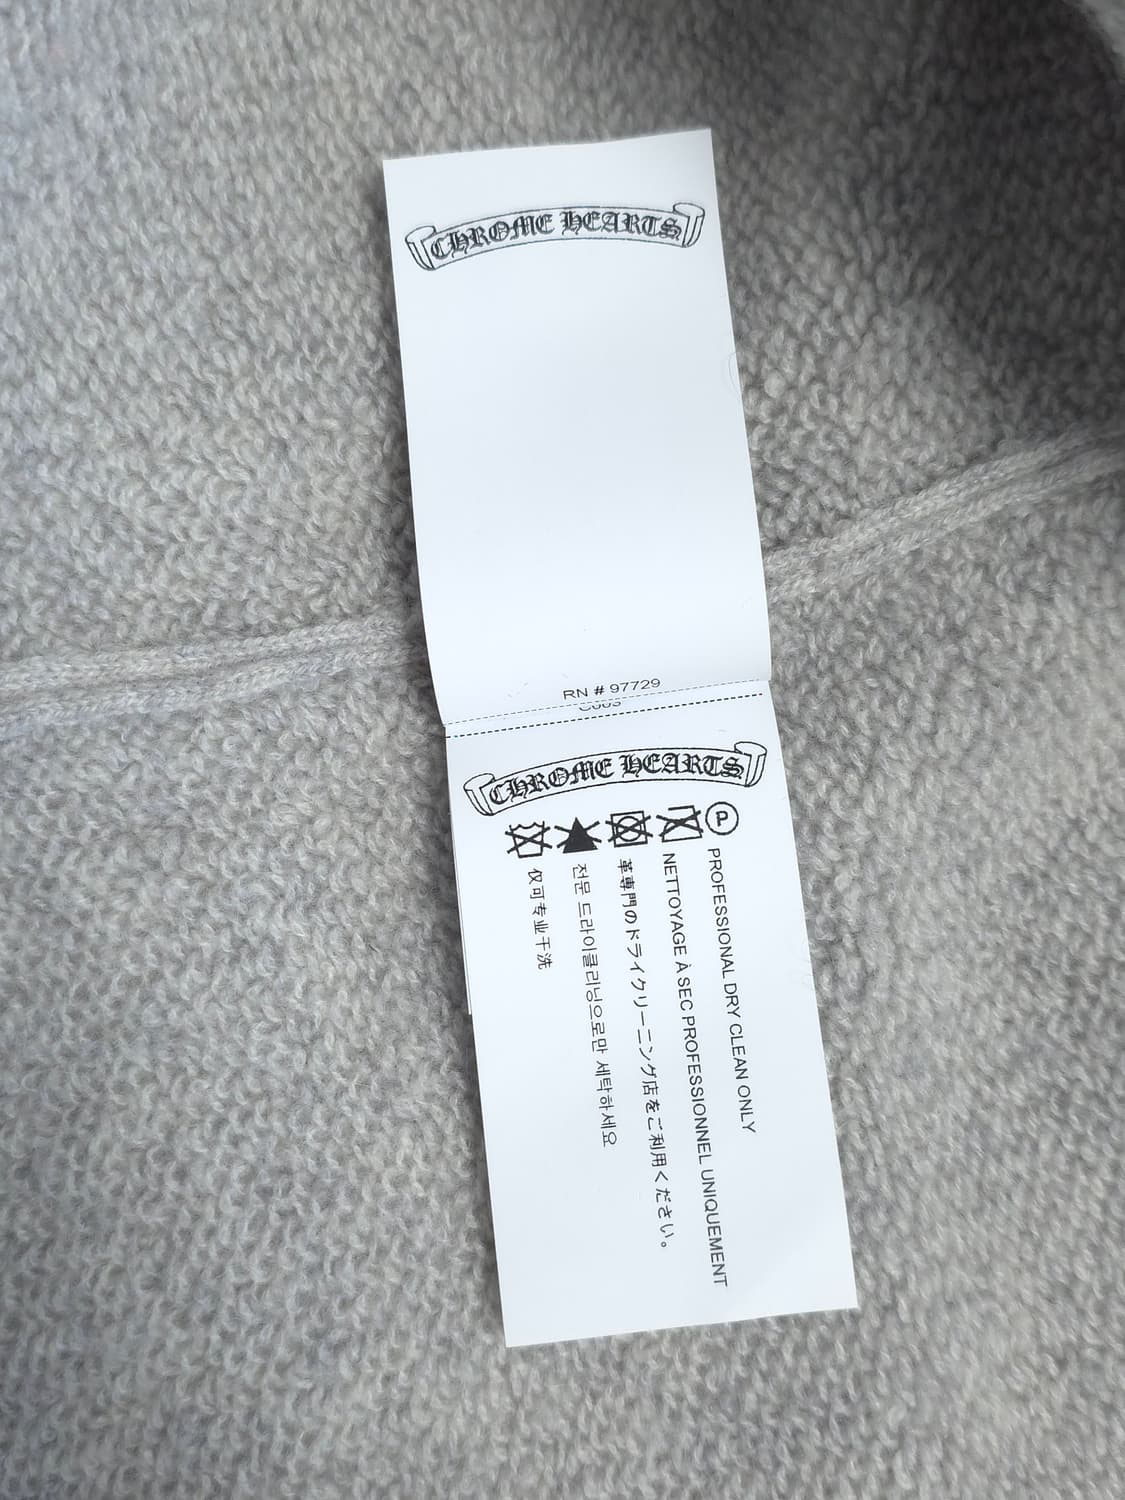 CHROME HEARTS
RN # 97729
CHROME HEARTS
P
PROFESSIONAL DRY CLEAN ONLY
NETTOYAGE À SEC PROFESSIONNEL UNIQUEMENT
革専門のドライクリーニング店をご利用ください。
전문 드라이클리닝으로만 세탁하세요
仅可专业干洗